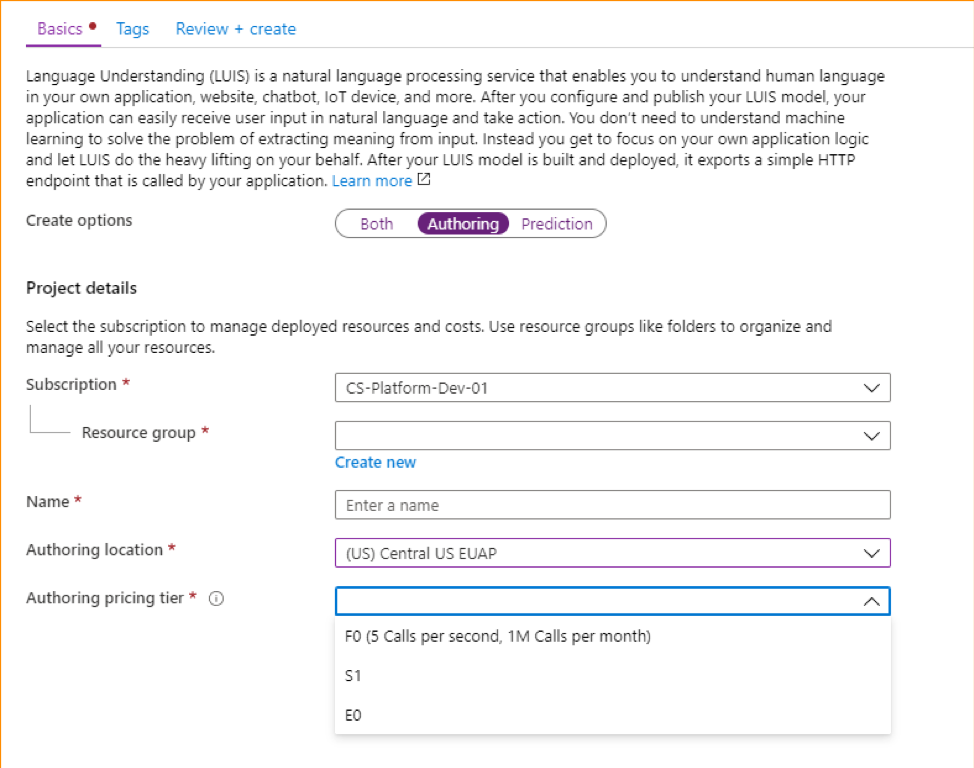 Basics Tags Review + create
Language Understanding (LUIS) is a natural language processing service that enables you to understand human language
in your own application, website, chatbot, IoT device, and more. After you configure and publish your LUIS model, your
application can easily receive user input in natural language and take action. You don't need to understand machine
learning to solve the problem of extracting meaning from input. Instead you get to focus on your own application logic
and let LUIS do the heavy lifting on your behalf. After your LUIS model is built and deployed, it exports a simple HTTP
endpoint that is called by your application. Learn more
Create options Both Authoring Prediction
Project details
Select the subscription to manage deployed resources and costs. Use resource groups like folders to organize and
manage all your resources.
Subscription * CS-Platform-Dev-01
Resource group *
Create new
Name * Enter a name
Authoring location * (US) Central US EUAP
Authoring pricing tier *
F0 (5 Calls per second, 1M Calls per month)
S1
E0